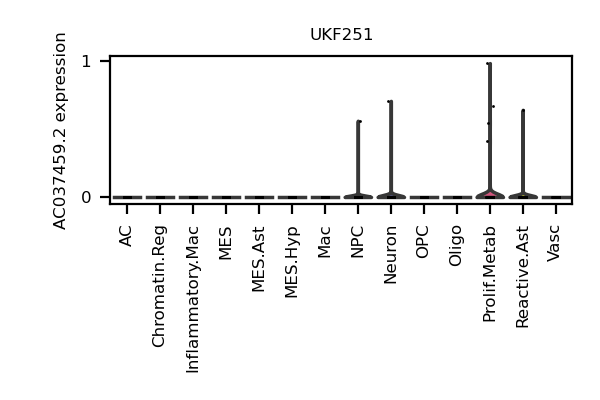 UKF251
AC037459.2 expression
1
0
AC
Chromatin.Reg
Inflammatory.Mac
MES
MES.Ast
MES.Hyp
Mac
NPC
Neuron
OPC
Oligo
Prolif.Metab
Reactive.Ast
Vasc